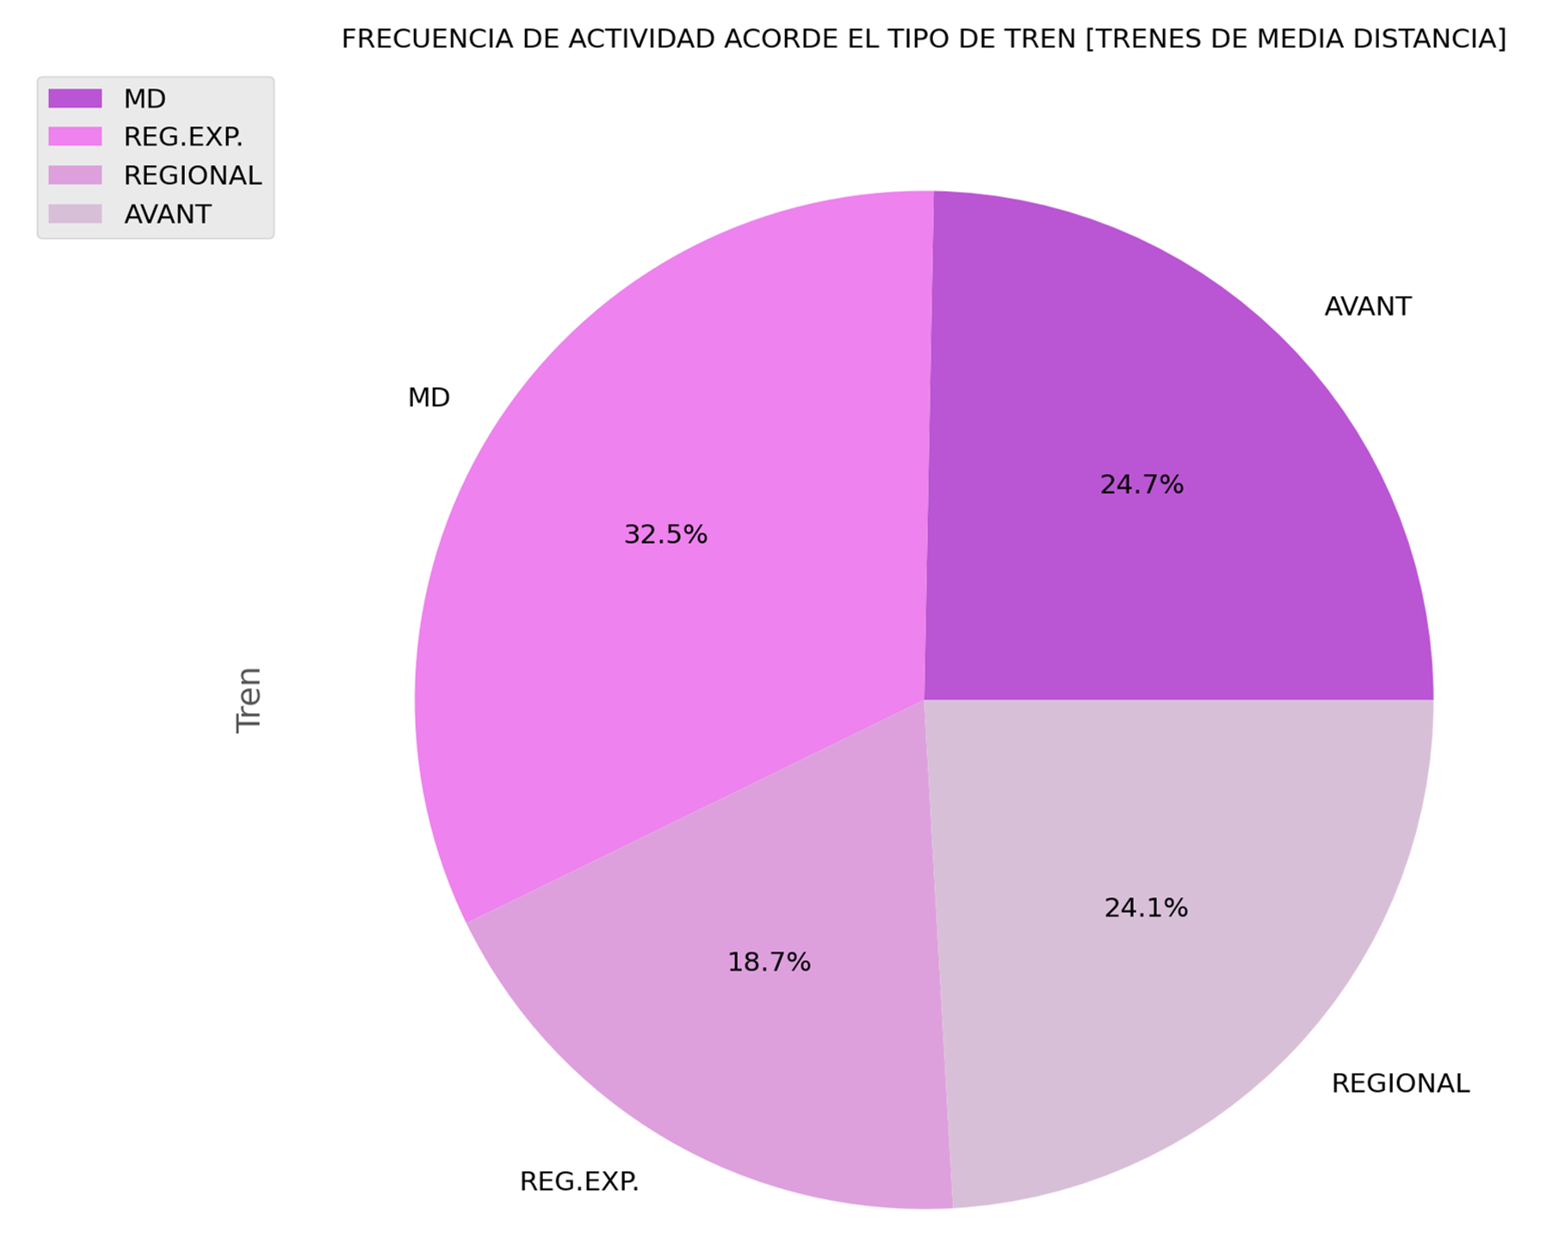 FRECUENCIA DE ACTIVIDAD ACORDE EL TIPO DE TREN [TRENES DE MEDIA DISTANCIA]
MD
REG.EXP.
REGIONAL
AVANT
AVANT
MD
24.7%
32.5%
Tren
24.1%
18.7%
REGIONAL
REG.EXP.